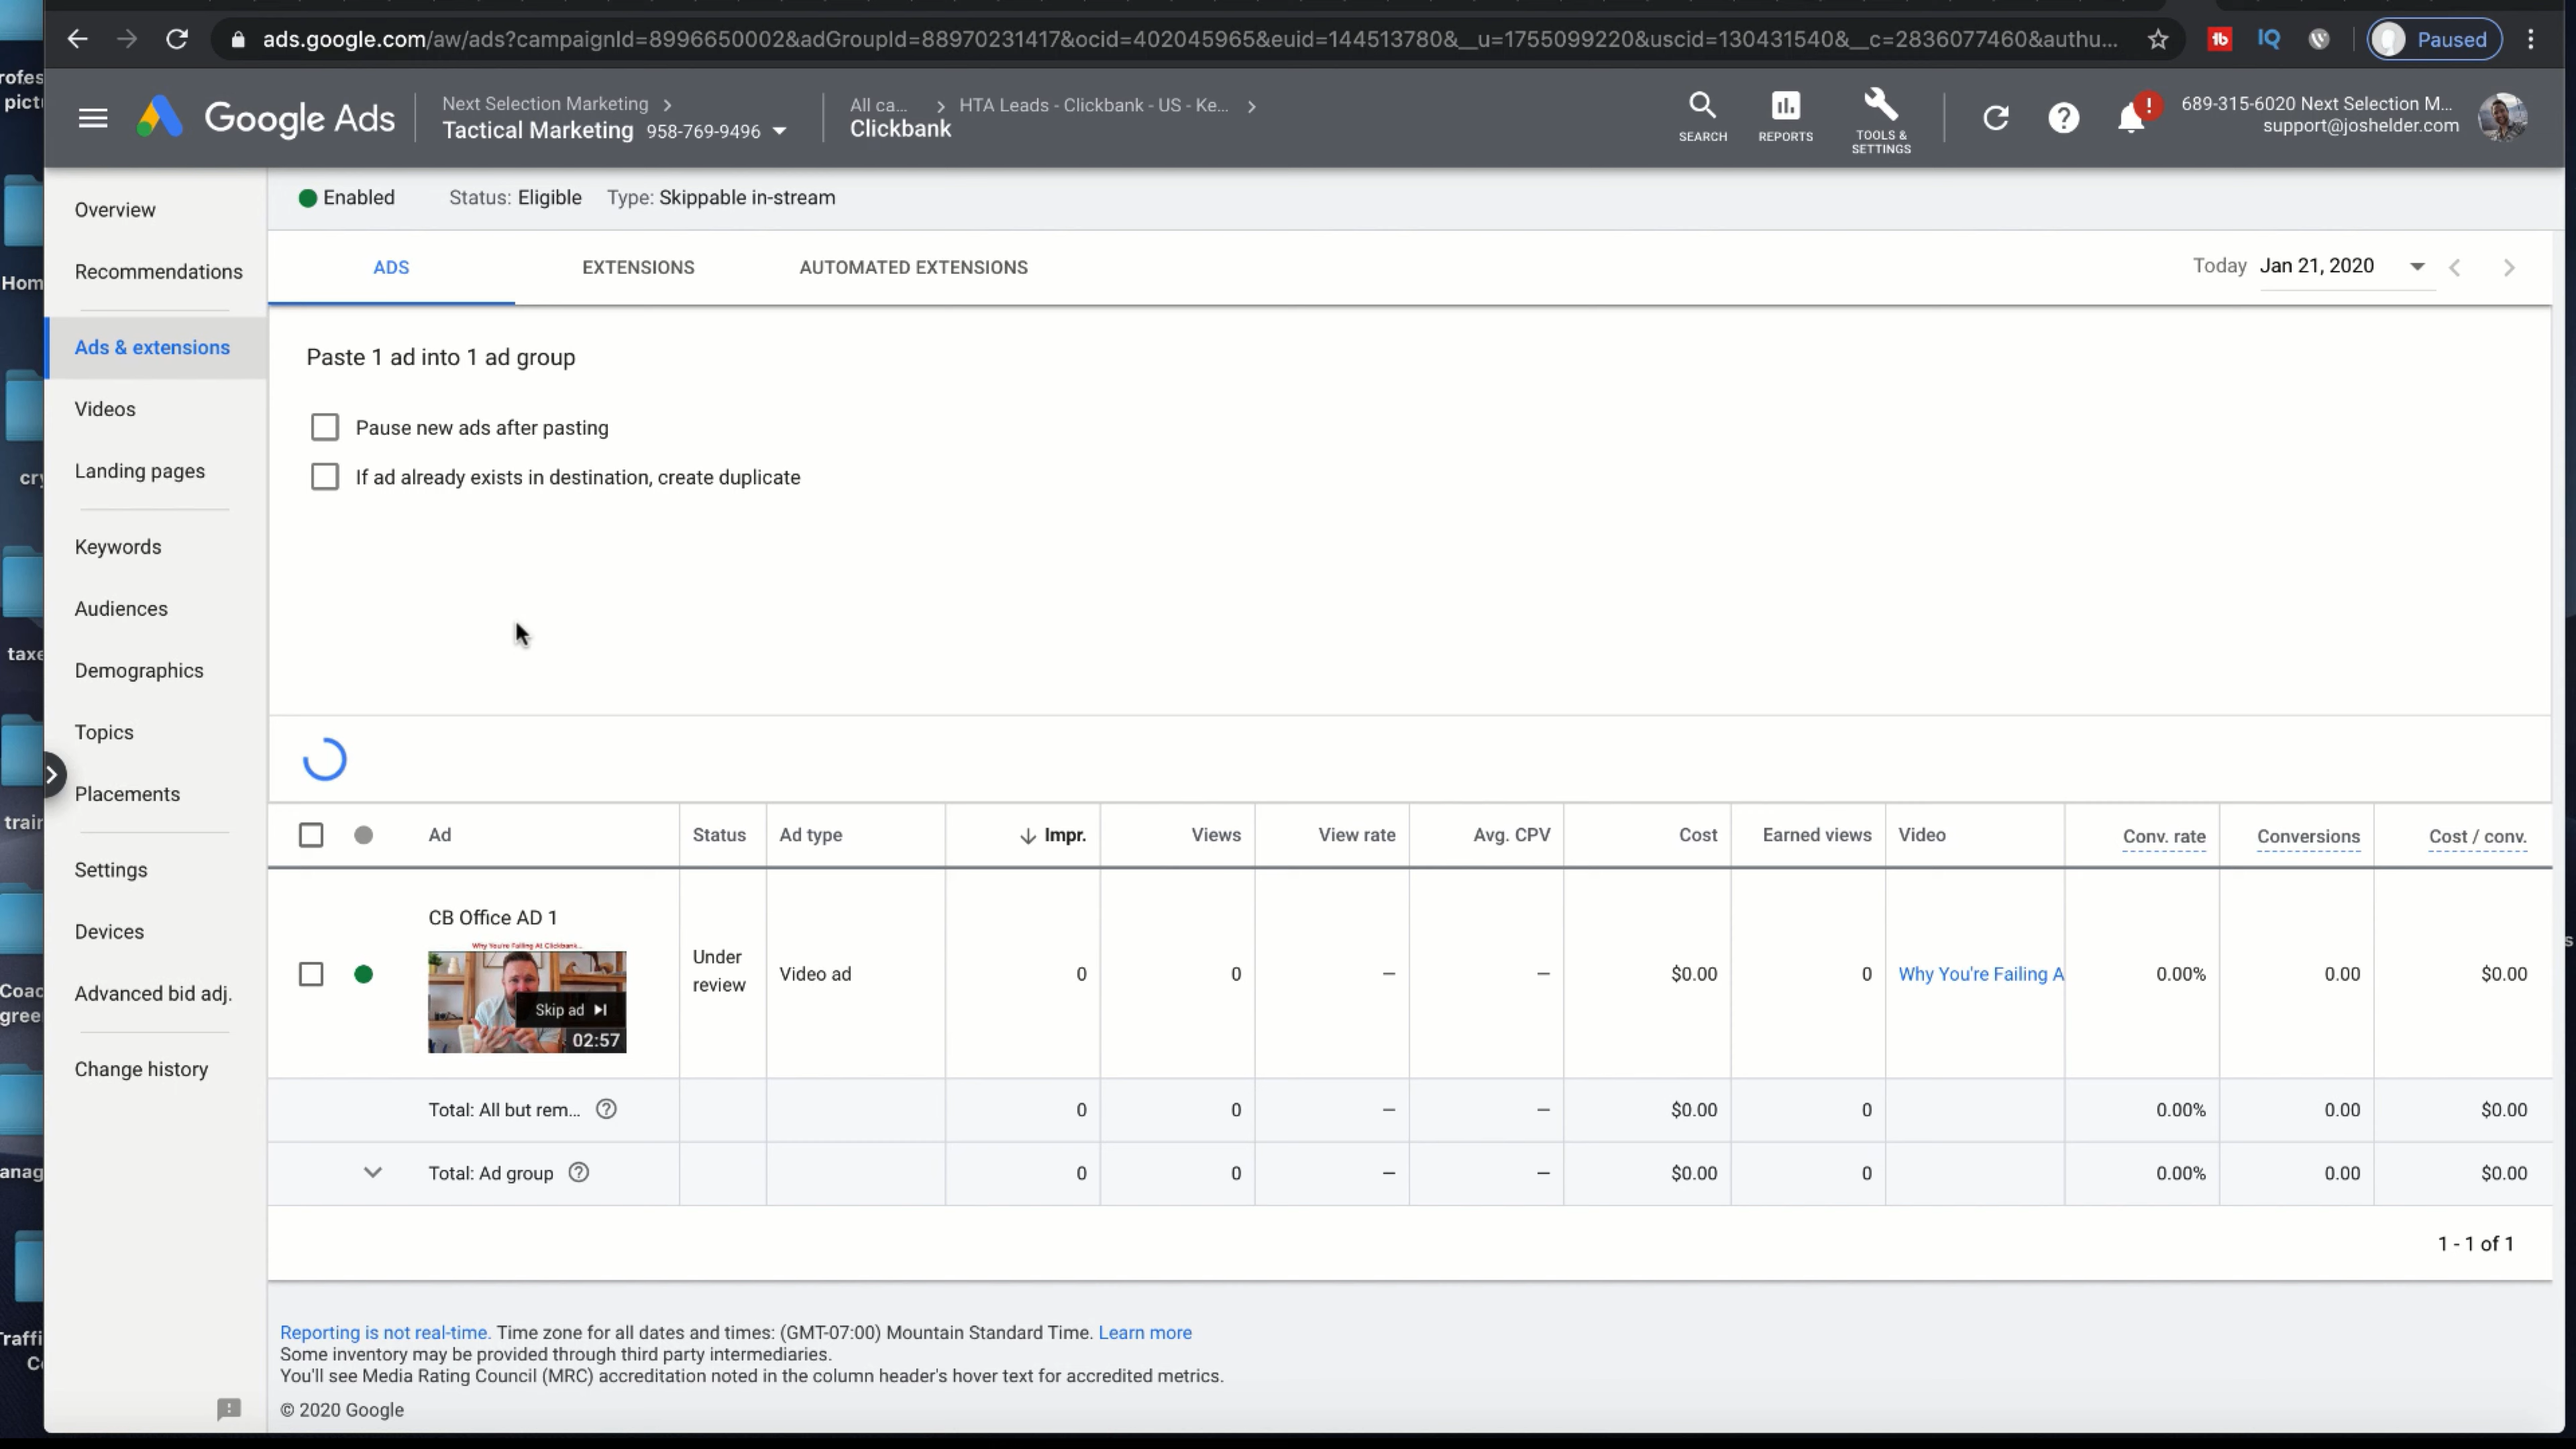 ads.google.com/aw/ads?campaignId=8996650002&adGroupId=88970231417&ocid=402045965&euid=144513780&__u=1755099220&uscid=130431540&__c=2836077460&authu...
Paused
Google Ads
Next Selection Marketing
Tactical Marketing 958-769-9496
All ca...
HTA Leads - Clickbank - US - Ke...
Clickbank
SEARCH
REPORTS
TOOLS &
SETTINGS
689-315-6020 Next Selection M...
support@joshelder.com
Overview
Recommendations
Ads & extensions
Videos
Landing pages
Keywords
Audiences
Demographics
Topics
Placements
Settings
Devices
Advanced bid adj.
Change history
Enabled Status: Eligible Type: Skippable in-stream
ADS EXTENSIONS AUTOMATED EXTENSIONS
Today Jan 21, 2020
Paste 1 ad into 1 ad group
Pause new ads after pasting
If ad already exists in destination, create duplicate
Ad Status Ad type Impr. Views View rate Avg. CPV Cost Earned views Video Conv. rate Conversions Cost / conv.
CB Office AD 1
Why You're Failing At Clickbank...
Skip ad
02:57
Under
review
Video ad 0 0 — — $0.00 0 Why You're Failing A 0.00% 0.00 $0.00
Total: All but rem... 0 0 — — $0.00 0 0.00% 0.00 $0.00
Total: Ad group 0 0 — — $0.00 0 0.00% 0.00 $0.00
1 - 1 of 1
Reporting is not real-time. Time zone for all dates and times: (GMT-07:00) Mountain Standard Time. Learn more
Some inventory may be provided through third party intermediaries.
You'll see Media Rating Council (MRC) accreditation noted in the column header's hover text for accredited metrics.
© 2020 Google